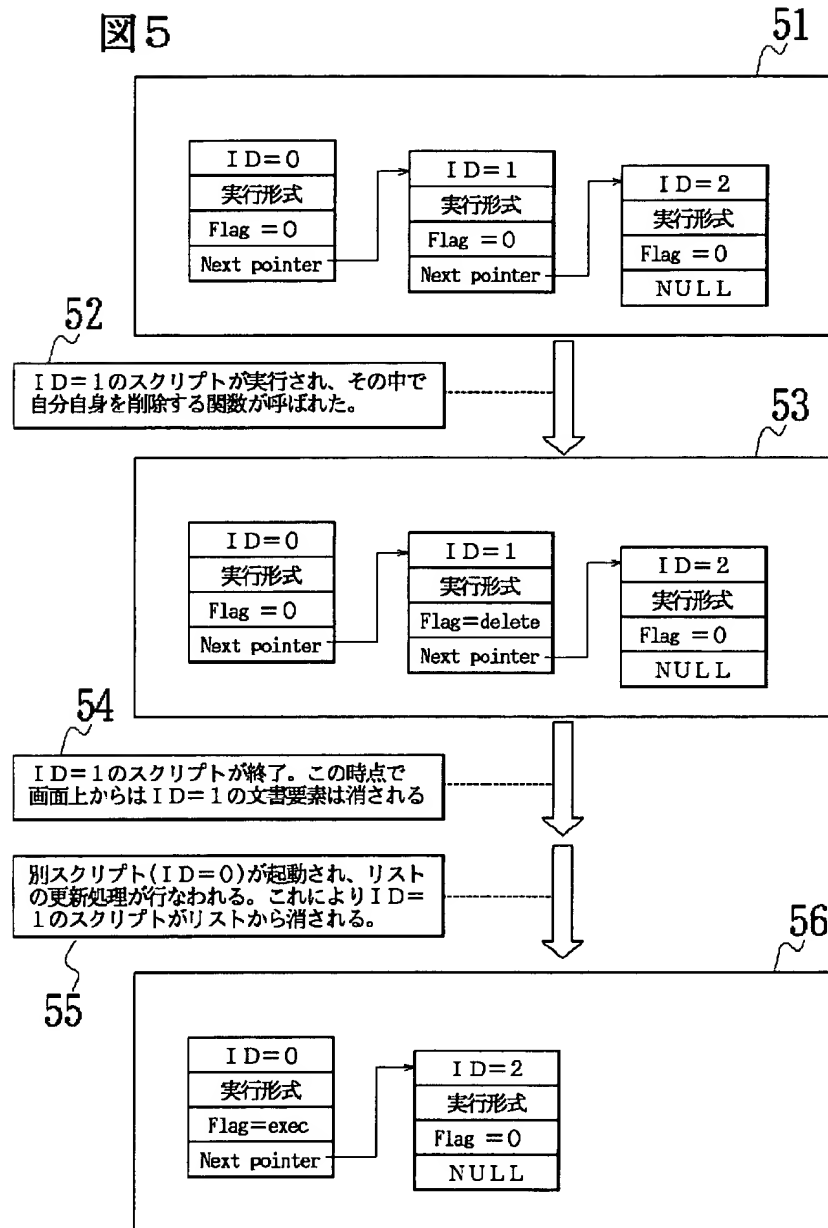 図5
51
ID=0
実行形式
Flag =0
Next pointer
ID=1
実行形式
Flag =0
Next pointer
ID=2
実行形式
Flag =0
NULL
52
ID=1のスクリプトが実行され、その中で
自分自身を削除する関数が呼ばれた。
53
ID=0
実行形式
Flag =0
Next pointer
ID=1
実行形式
Flag=delete
Next pointer
ID=2
実行形式
Flag =0
NULL
54
ID=1のスクリプトが終了。この時点で
画面上からはID=1の文書要素は消される
別スクリプト(ID=0)が起動され、リスト
の更新処理が行なわれる。これによりID=
1のスクリプトがリストから消される。
55
56
ID=0
実行形式
Flag=exec
Next pointer
ID=2
実行形式
Flag =0
NULL